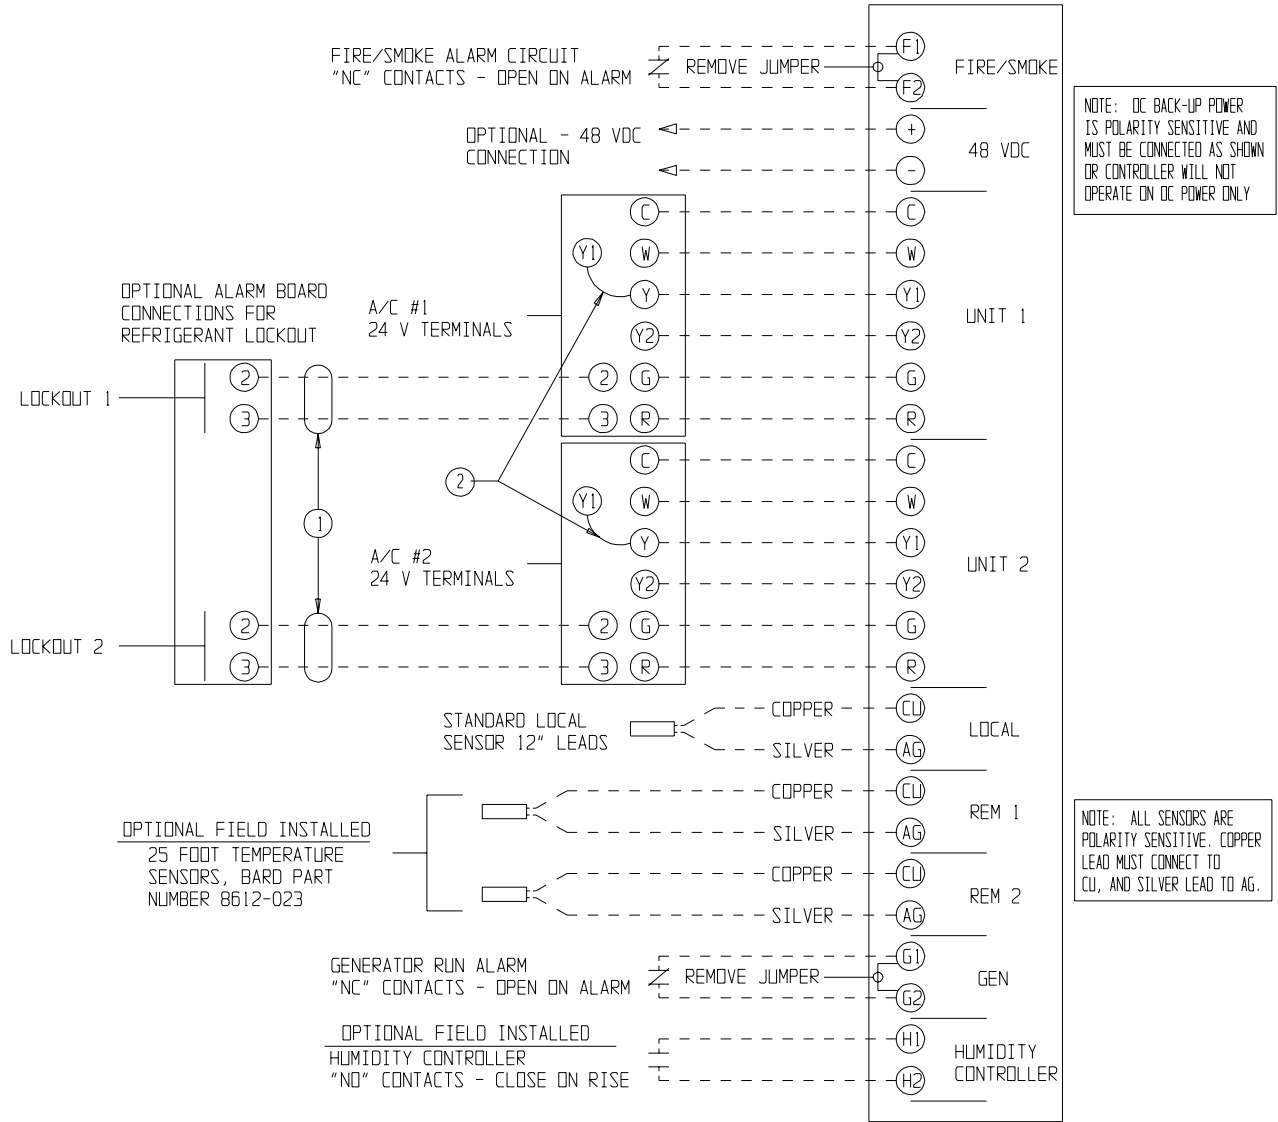 FIRE/SMOKE ALARM CIRCUIT
"NC" CONTACTS - OPEN ON ALARM
REMOVE JUMPER
F1
F2
FIRE/SMOKE
NOTE: DC BACK-UP POWER
IS POLARITY SENSITIVE AND
MUST BE CONNECTED AS SHOWN
OR CONTROLLER WILL NOT
OPERATE ON DC POWER ONLY
OPTIONAL - 48 VDC
CONNECTION
+
-
48 VDC
OPTIONAL ALARM BOARD
CONNECTIONS FOR
REFRIGERANT LOCKOUT
A/C #1
24 V TERMINALS
C
C
Y1
W
W
Y
Y1
Y2
Y2
2
G
G
3
R
R
UNIT 1
LOCKOUT 1
2
3
1
2
A/C #2
24 V TERMINALS
C
C
Y1
W
W
Y
Y1
Y2
Y2
2
G
G
3
R
R
UNIT 2
LOCKOUT 2
2
3
STANDARD LOCAL
SENSOR 12" LEADS
COPPER
CU
SILVER
AG
LOCAL
OPTIONAL FIELD INSTALLED
25 FOOT TEMPERATURE
SENSORS, BARD PART
NUMBER 8612-023
COPPER
CU
SILVER
AG
REM 1
COPPER
CU
SILVER
AG
REM 2
NOTE: ALL SENSORS ARE
POLARITY SENSITIVE. COPPER
LEAD MUST CONNECT TO
CU, AND SILVER LEAD TO AG.
GENERATOR RUN ALARM
"NC" CONTACTS - OPEN ON ALARM
REMOVE JUMPER
G1
G2
GEN
OPTIONAL FIELD INSTALLED
HUMIDITY CONTROLLER
"NO" CONTACTS - CLOSE ON RISE
H1
H2
HUMIDITY
CONTROLLER